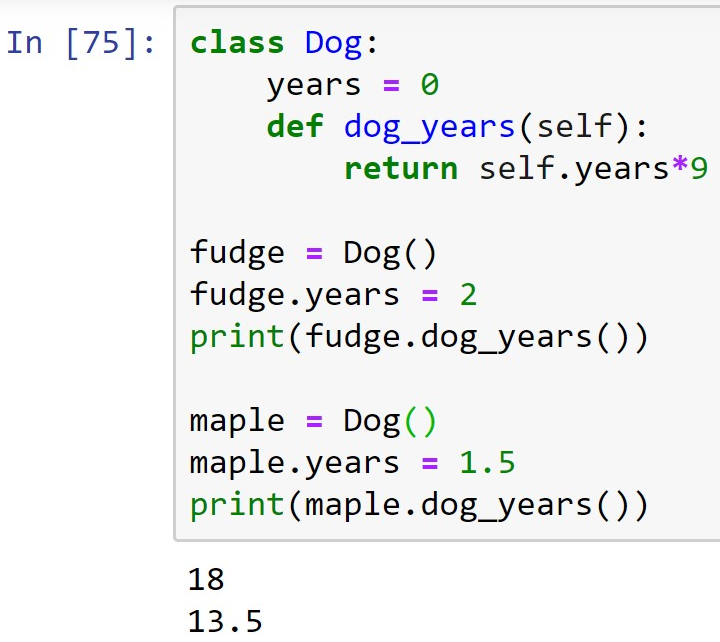 In [75]:
class Dog:
    years = 0
    def dog_years(self):
        return self.years*9

fudge = Dog()
fudge.years = 2
print(fudge.dog_years())

maple = Dog()
maple.years = 1.5
print(maple.dog_years())

18
13.5